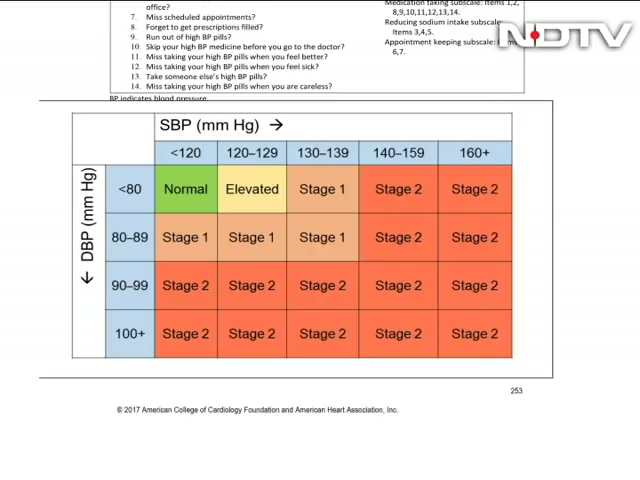 office?
7. Miss scheduled appointments?
8. Forget to get prescriptions filled?
9. Run out of high BP pills?
10. Skip your high BP medicine before you go to the doctor?
11. Miss taking your high BP pills when you feel better?
12. Miss taking your high BP pills when you feel sick?
13. Take someone else's high BP pills?
14. Miss taking your high BP pills when you are careless?
Medication taking subscale: Items 1,2,
8,9,10,11,12,13,14.
Reducing sodium intake subscale:
Items 3,4,5.
Appointment keeping subscale: Items
6,7.
NDTV
BP indicates blood pressure
SBP (mm Hg) →
<120 120–129 130–139 140–159 160+
← DBP (mm Hg)
<80 Normal Elevated Stage 1 Stage 2 Stage 2
80–89 Stage 1 Stage 1 Stage 1 Stage 2 Stage 2
90–99 Stage 2 Stage 2 Stage 2 Stage 2 Stage 2
100+ Stage 2 Stage 2 Stage 2 Stage 2 Stage 2
253
© 2017 American College of Cardiology Foundation and American Heart Association, Inc.